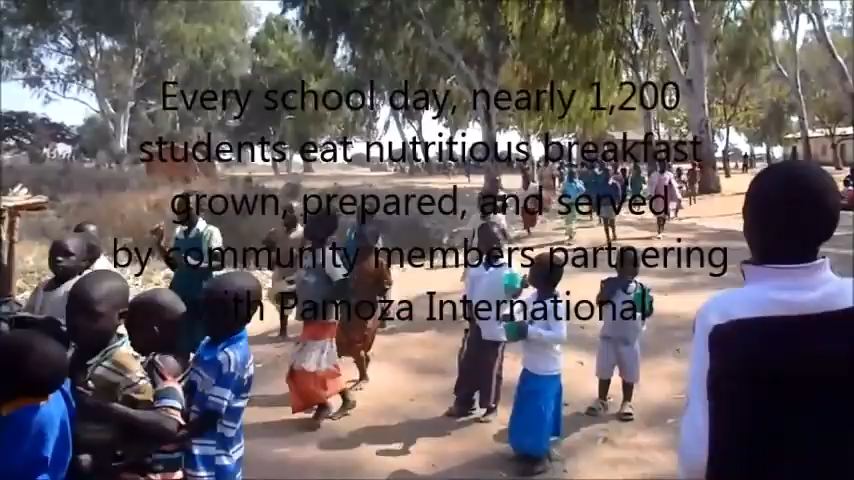 Every school day, nearly 1,200
students eat nutritious breakfast
grown, prepared, and served
by community members partnering
with Pamoza International